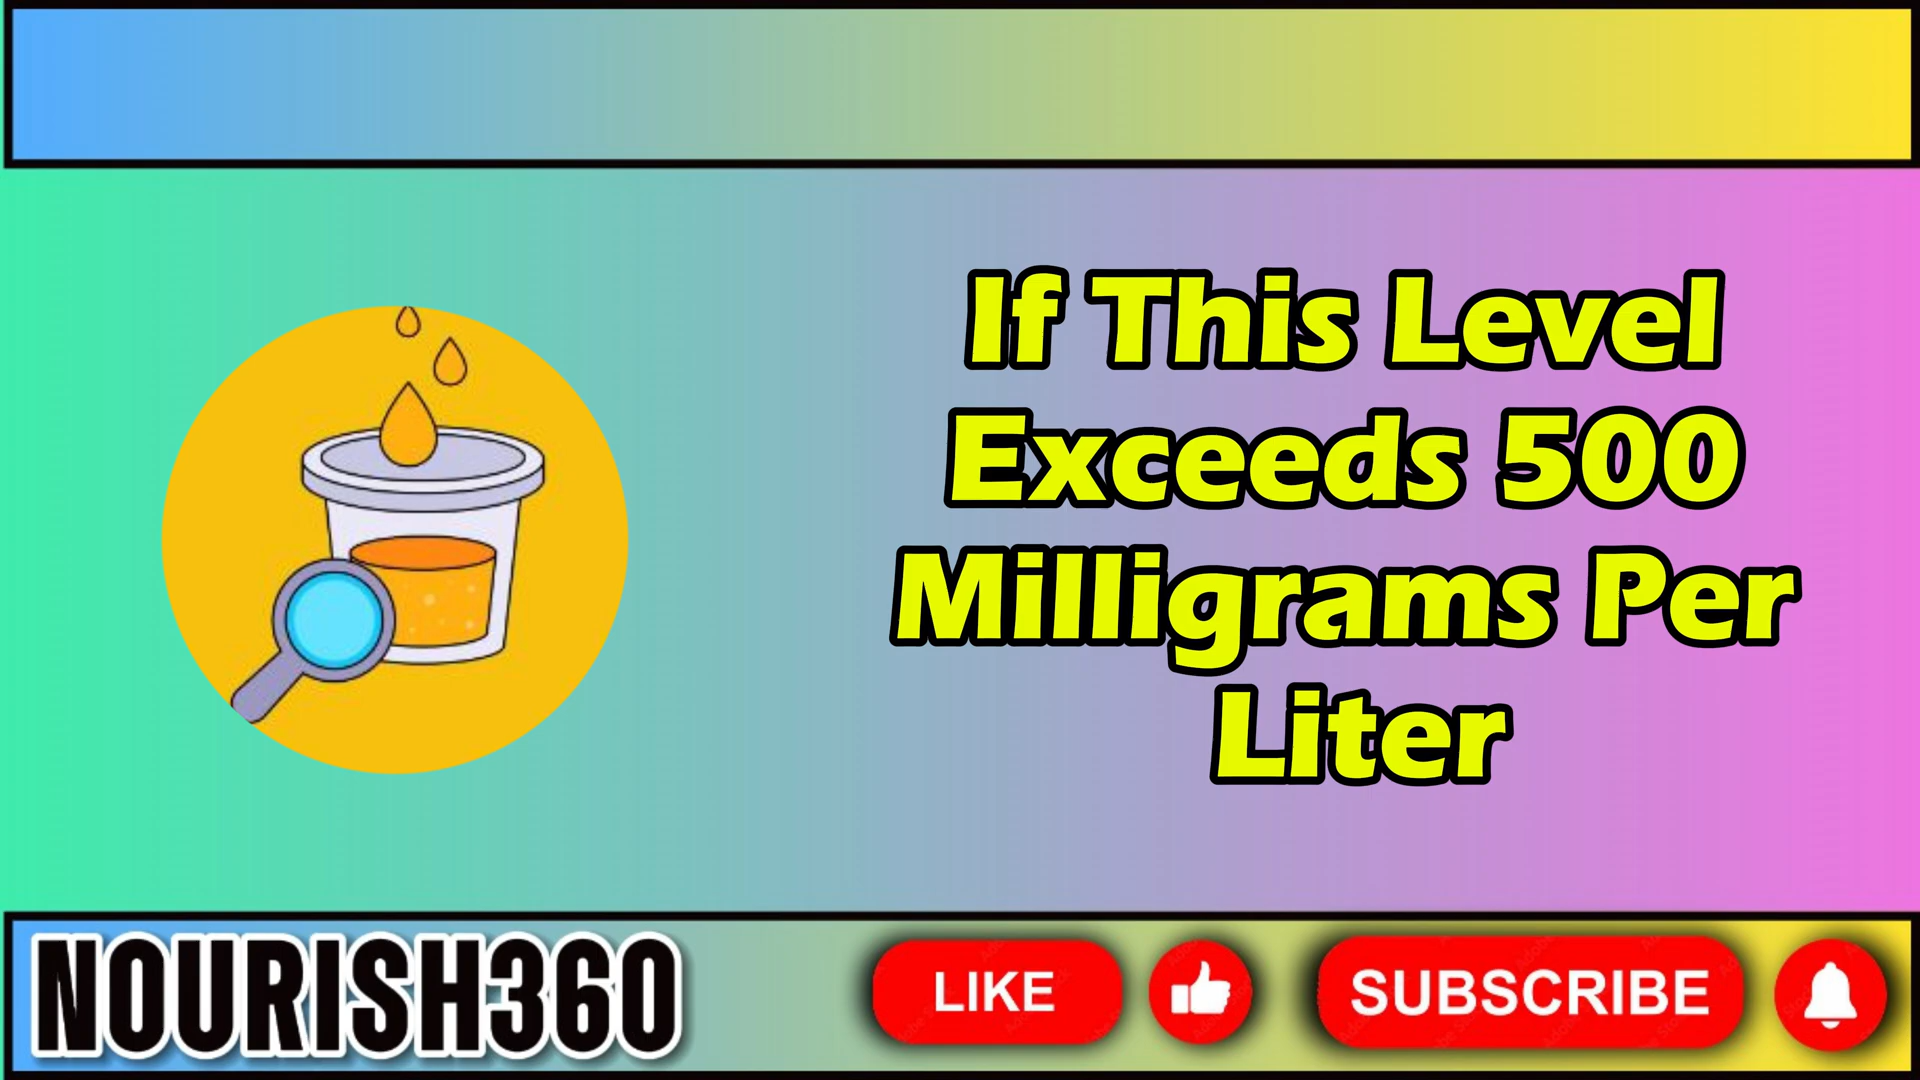 If This Level
Exceeds 500
Milligrams Per
Liter
NOURISH360
LIKE
SUBSCRIBE